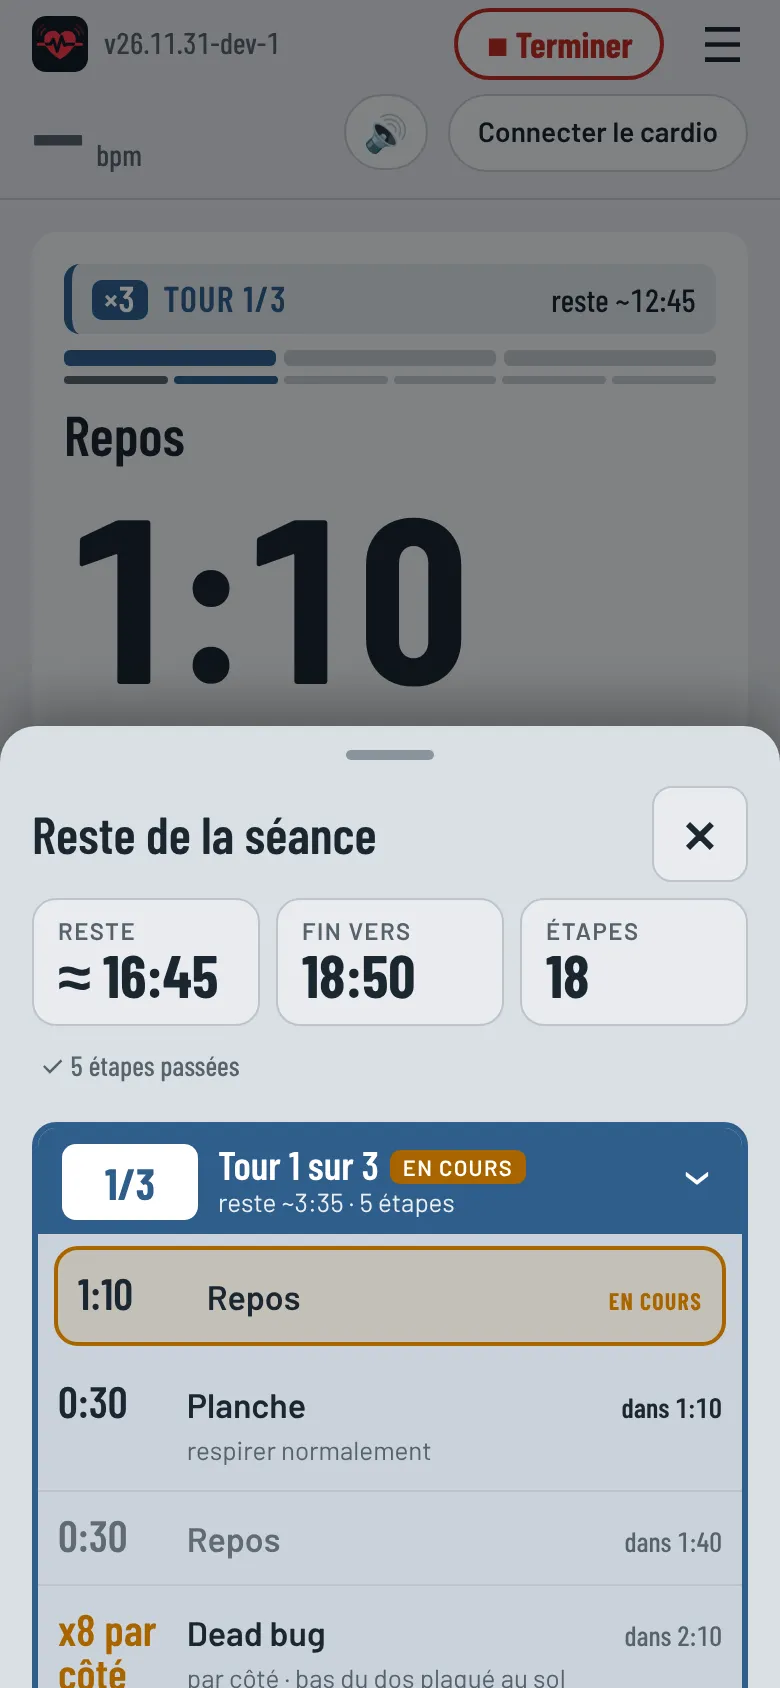 v26.11.31-dev-1
■ Terminer
— bpm
Connecter le cardio
×3 TOUR 1/3 reste ~12:45
Repos
1:10
Reste de la séance
✕
RESTE
≈ 16:45
FIN VERS
18:50
ÉTAPES
18
✓ 5 étapes passées
1/3
Tour 1 sur 3 EN COURS
reste ~3:35 · 5 étapes
1:10 Repos EN COURS
0:30 Planche dans 1:10
respirer normalement
0:30 Repos dans 1:40
x8 par côté
Dead bug dans 2:10
par côté · bas du dos plaqué au sol